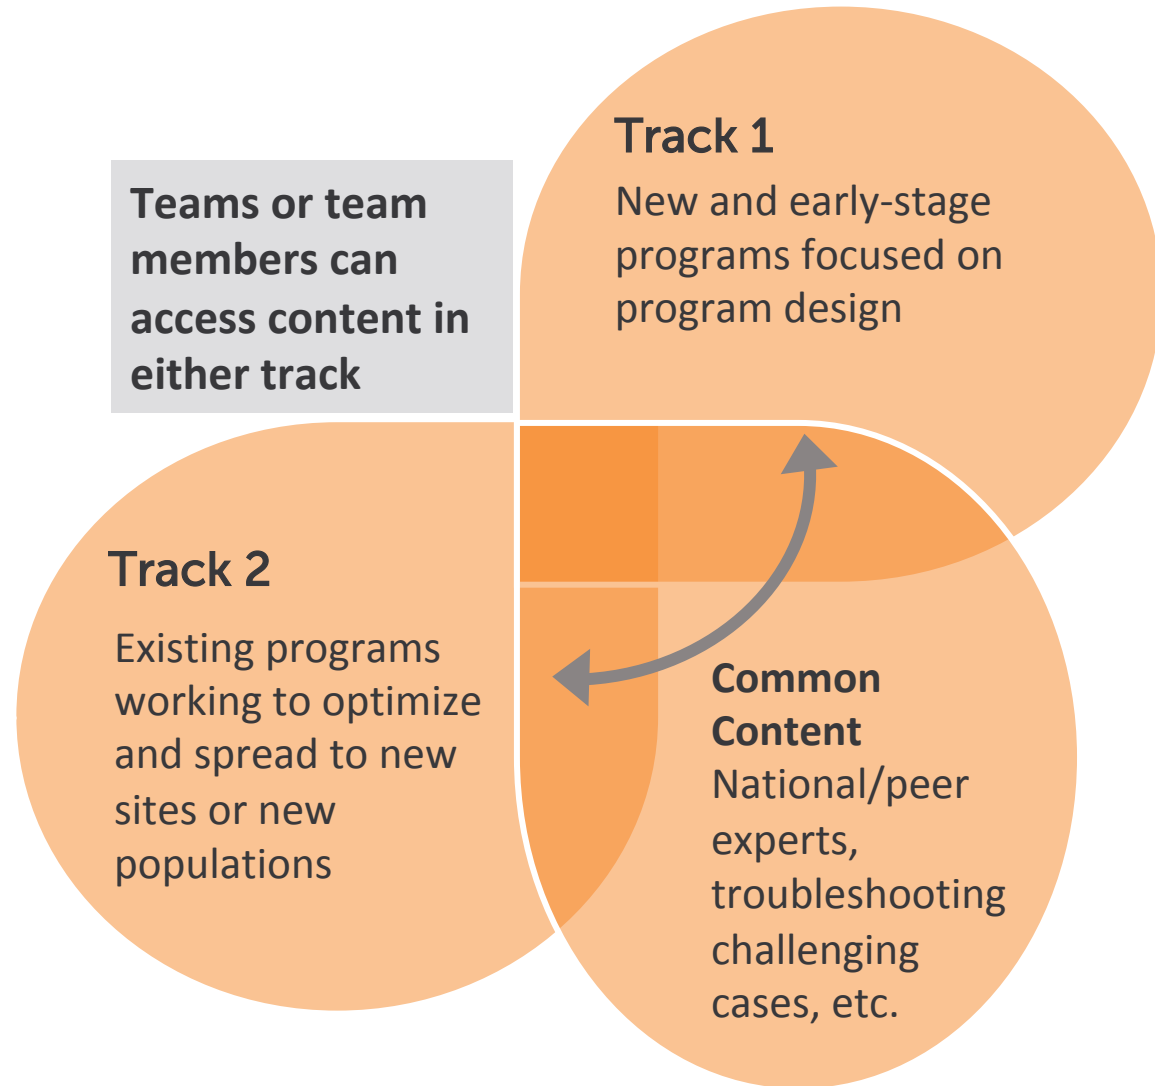 Track 1
New and early-stage
programs focused on
program design
Teams or team
members can
access content in
either track
Track 2
Existing programs
working to optimize
and spread to new
sites or new
populations
Common
Content
National/peer
experts,
troubleshooting
challenging
cases, etc.